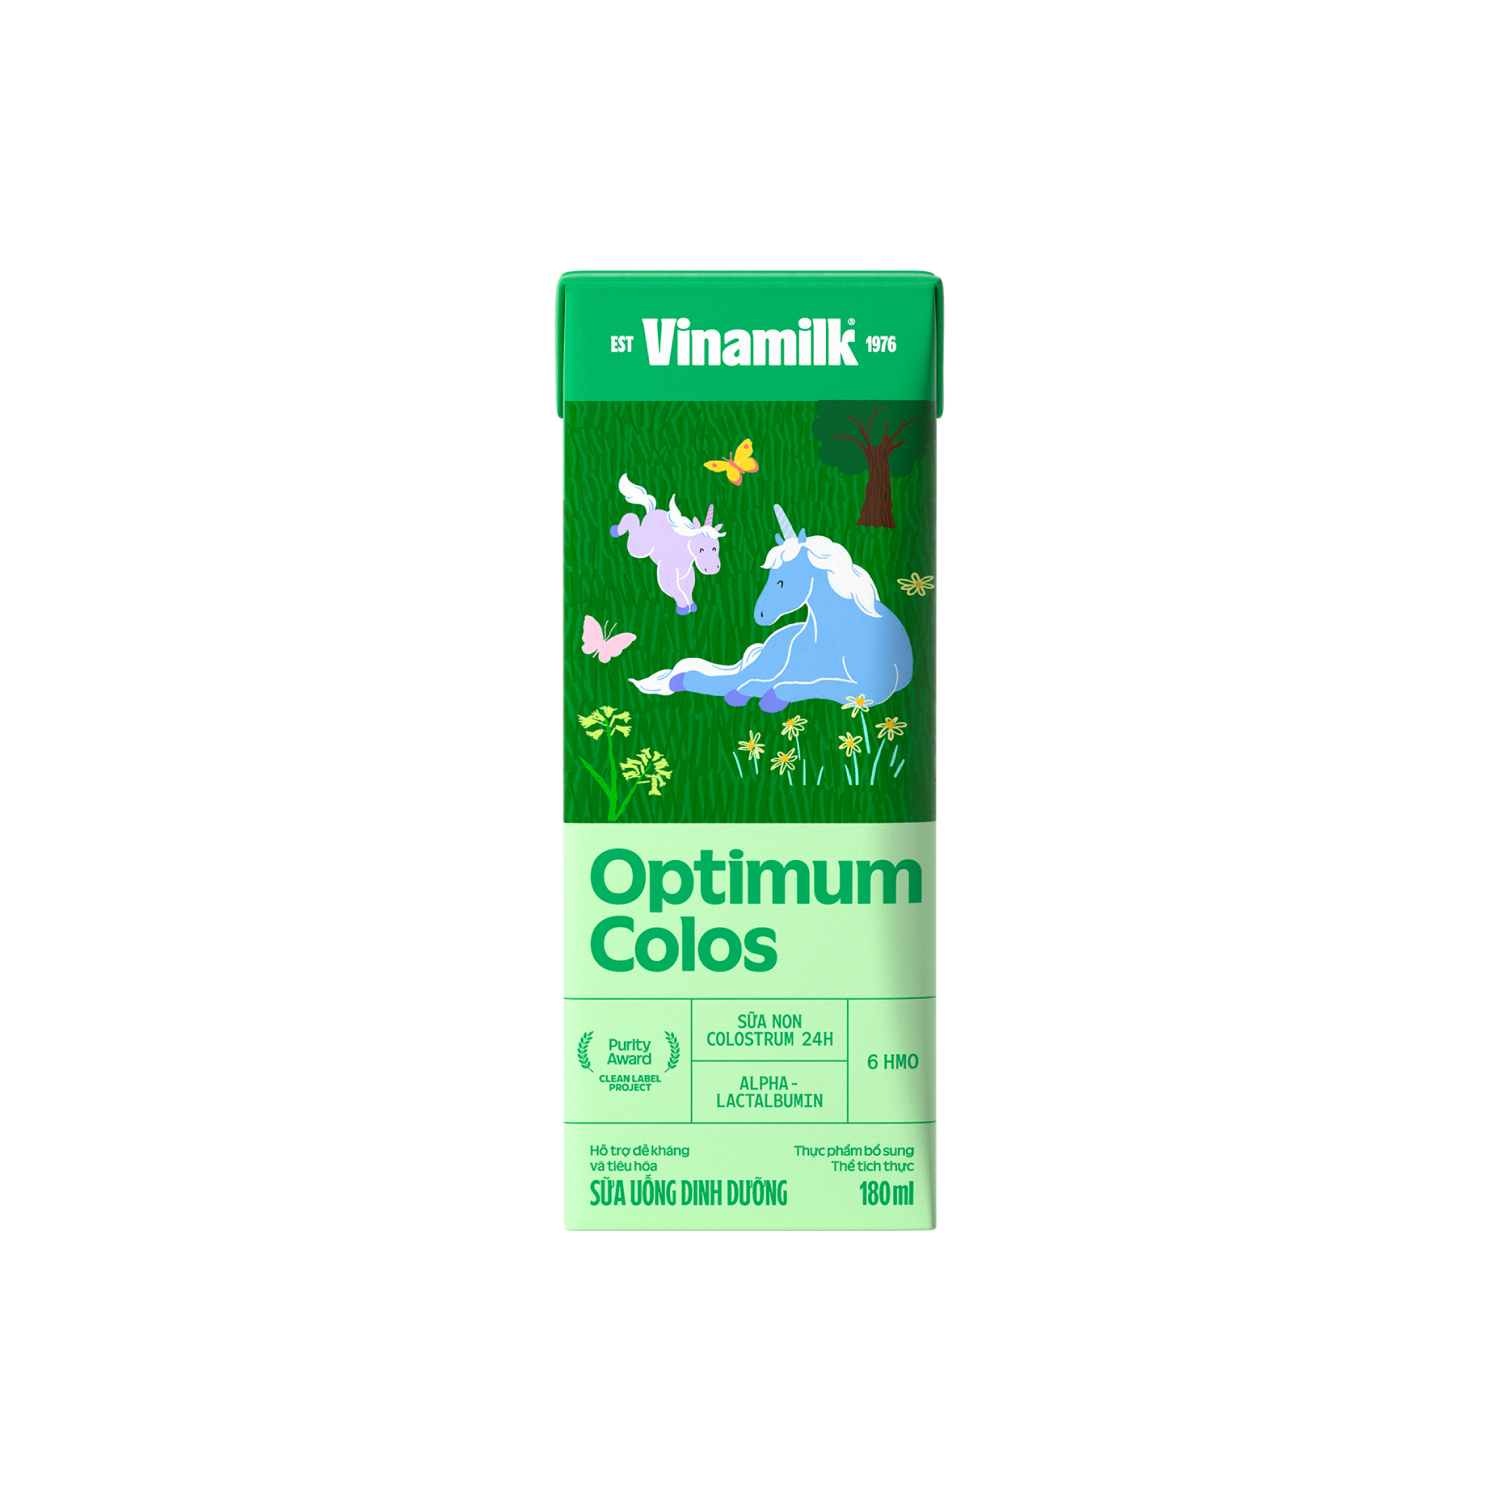 EST Vinamilk® 1976
Optimum
Colos
Purity
Award
CLEAN LABEL
PROJECT
SỮA NON
COLOSTRUM 24H
ALPHA-
LACTALBUMIN
6 HMO
Hỗ trợ đề kháng
và tiêu hóa
SỮA UỐNG DINH DƯỠNG
Thực phẩm bổ sung
Thể tích thực
180ml